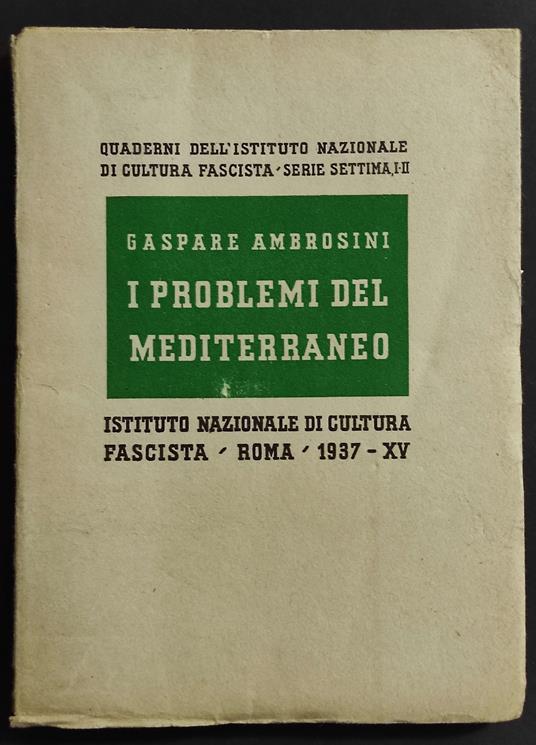 QUADERNI DELL'ISTITUTO NAZIONALE
DI CULTURA FASCISTA ʹ SERIE SETTIMA, I-II
GASPARE AMBROSINI
I PROBLEMI DEL
MEDITERRANEO
ISTITUTO NAZIONALE DI CULTURA
FASCISTA ʹ ROMA ʹ 1937 - XV